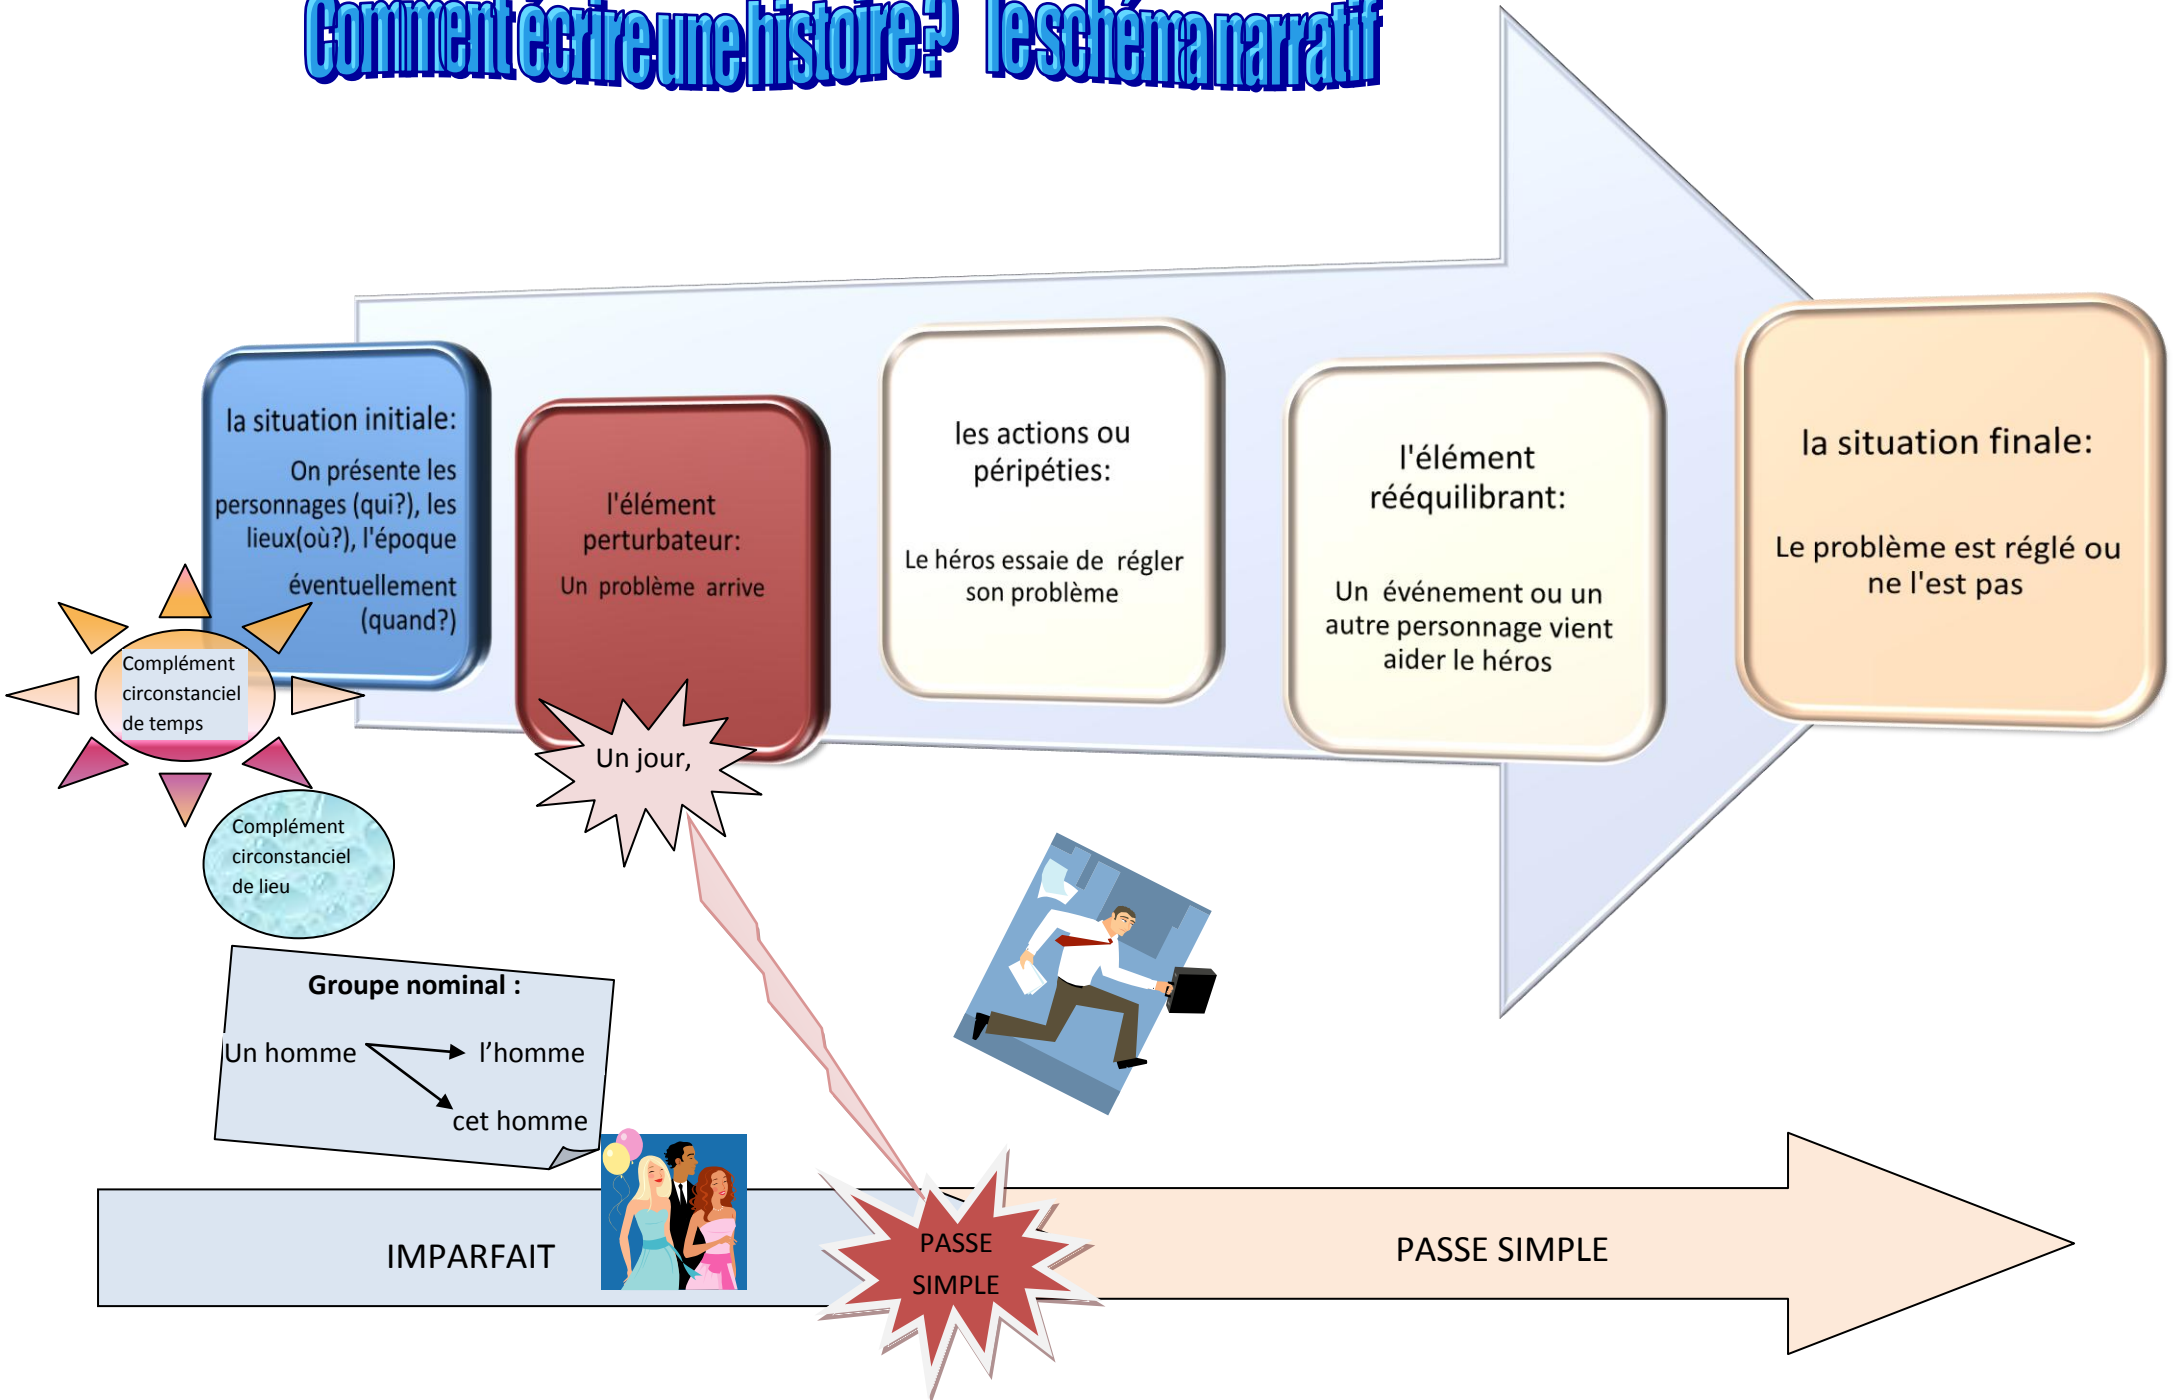 Comment écrire une histoire? le schéma narratif
la situation initiale:
On présente les
personnages (qui?), les
lieux(où?), l'époque
éventuellement
(quand?)
l'élément
perturbateur:
Un problème arrive
les actions ou
péripéties:
Le héros essaie de régler
son problème
l'élément
rééquilibrant:
Un événement ou un
autre personnage vient
aider le héros
la situation finale:
Le problème est réglé ou
ne l'est pas
Complément
circonstanciel
de temps
Un jour,
Complément
circonstanciel
de lieu
Groupe nominal :
Un homme l’homme
cet homme
IMPARFAIT
PASSE
SIMPLE
PASSE SIMPLE